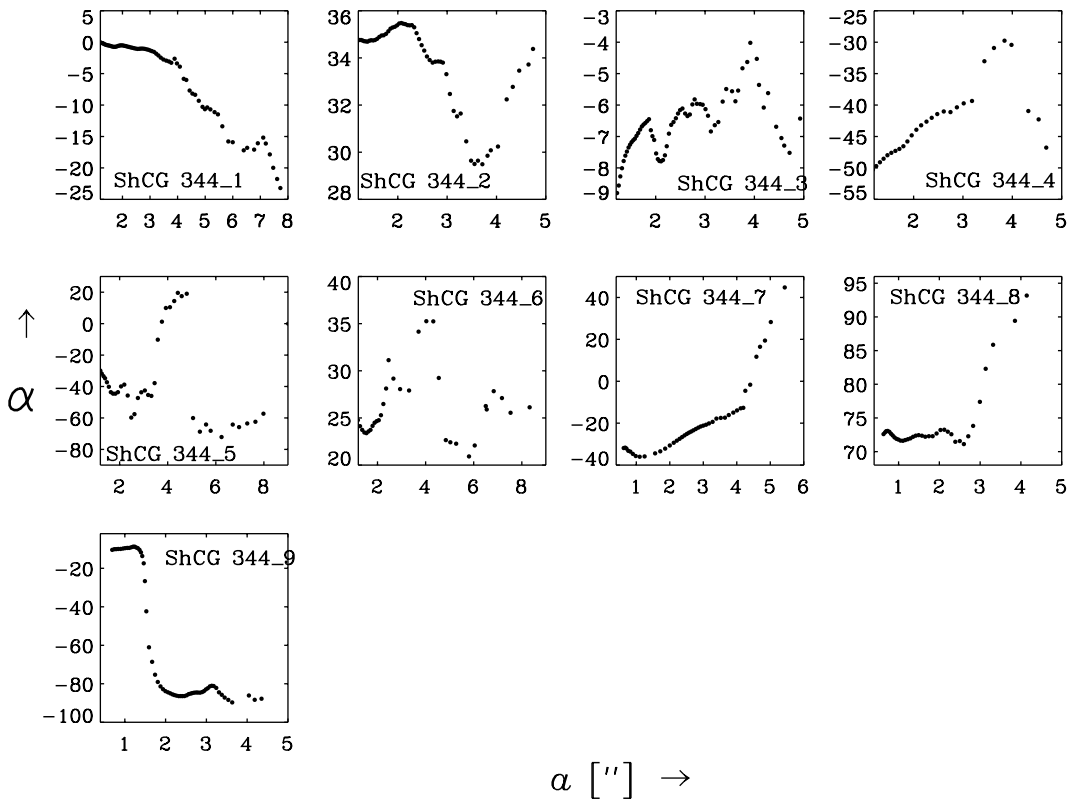 5
0
−5
−10
−15
−20
−25
ShCG 344_1
2 3 4 5 6 7 8
36
34
32
30
28
ShCG 344_2
2 3 4 5
−3
−4
−5
−6
−7
−8
−9
ShCG 344_3
2 3 4 5
−25
−30
−35
−40
−45
−50
−55
ShCG 344_4
2 3 4 5
20
0
−20
−40
−60
−80
ShCG 344_5
2 4 6 8
40
35
30
25
20
ShCG 344_6
2 4 6 8
40
20
0
−20
−40
ShCG 344_7
1 2 3 4 5 6
95
90
85
80
75
70
ShCG 344_8
1 2 3 4 5
α →
−20
−40
−60
−80
−100
ShCG 344_9
1 2 3 4 5
a ["] →